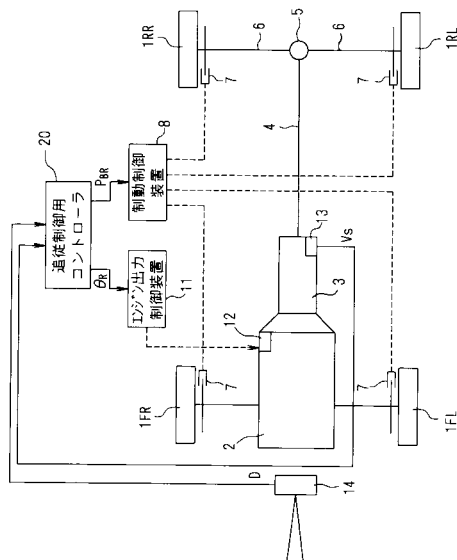 20
追従制御用
コントローラ
θR
PBR
エンジン出力
制御装置
11
制動制御
装置
8
1FR
7
1RR
7
6
5
6
4
12
13
Vs
3
2
D
14
7
1FL
7
1RL